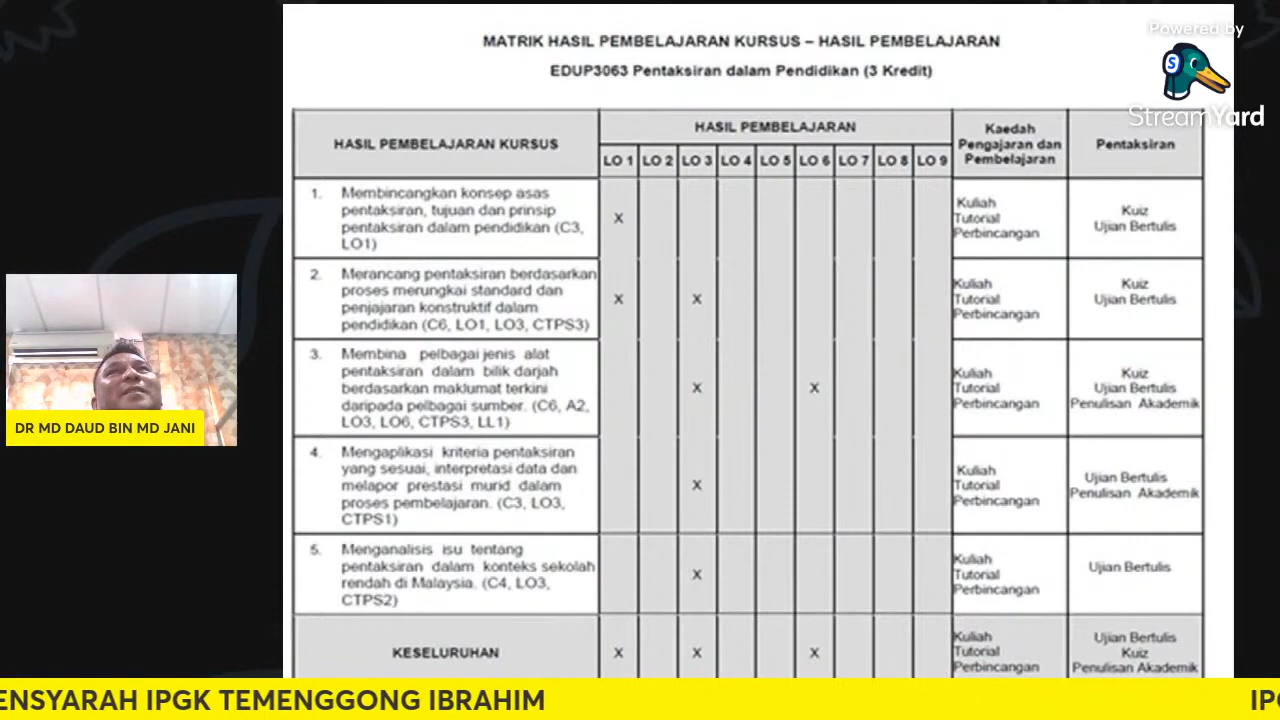 MATRIK HASIL PEMBELAJARAN KURSUS – HASIL PEMBELAJARAN
EDUP3063 Pentaksiran dalam Pendidikan (3 Kredit)
Powered by
StreamYard
HASIL PEMBELAJARAN KURSUS
HASIL PEMBELAJARAN
Kaedah
Pengajaran dan
Pembelajaran
Pentaksiran
LO 1 LO 2 LO 3 LO 4 LO 5 LO 6 LO 7 LO 8 LO 9
1. Membincangkan konsep asas
pentaksiran, tujuan dan prinsip
pentaksiran dalam pendidikan (C3,
LO1)
X
Kuliah
Tutorial
Perbincangan
Kuiz
Ujian Bertulis
2. Merancang pentaksiran berdasarkan
proses merungkai standard dan
penjajaran konstruktif dalam
pendidikan (C6, LO1, LO3, CTPS3)
X X
Kuliah
Tutorial
Perbincangan
Kuiz
Ujian Bertulis
3. Membina pelbagai jenis alat
pentaksiran dalam bilik darjah
berdasarkan maklumat terkini
daripada pelbagai sumber. (C6, A2,
LO3, LO6, CTPS3, LL1)
X X
Kuliah
Tutorial
Perbincangan
Kuiz
Ujian Bertulis
Penulisan Akademik
4. Mengaplikasi kriteria pentaksiran
yang sesuai, interpretasi data dan
melapor prestasi murid dalam
proses pembelajaran. (C3, LO3,
CTPS1)
X
Kuliah
Tutorial
Perbincangan
Ujian Bertulis
Penulisan Akademik
5. Menganalisis isu tentang
pentaksiran dalam konteks sekolah
rendah di Malaysia. (C4, LO3,
CTPS2)
X
Kuliah
Tutorial
Perbincangan
Ujian Bertulis
KESELURUHAN
X X X
Kuliah
Tutorial
Perbincangan
Ujian Bertulis
Kuiz
Penulisan Akademik
DR MD DAUD BIN MD JANI
ENSYARAH IPGK TEMENGGONG IBRAHIM
IPG